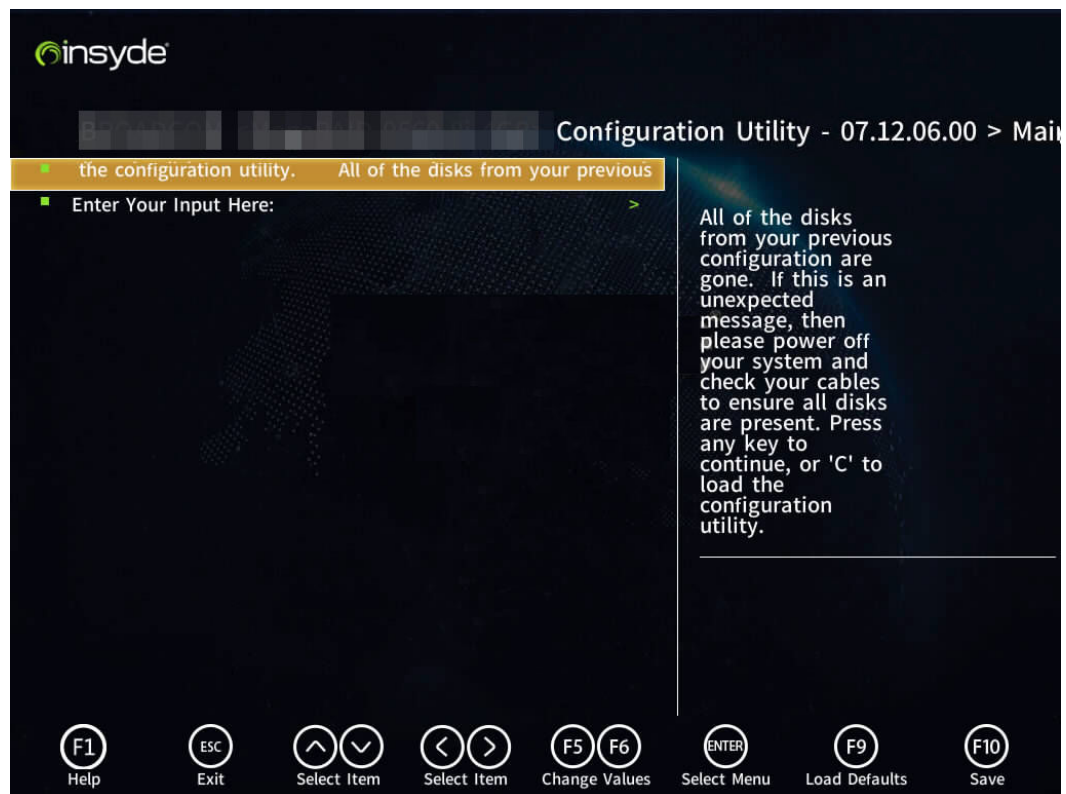 insyde
Configuration Utility - 07.12.06.00 > Main
the configuration utility. All of the disks from your previous
Enter Your Input Here: >
All of the disks
from your previous
configuration are
gone. If this is an
unexpected
message, then
please power off
your system and
check your cables
to ensure all disks
are present. Press
any key to
continue, or 'C' to
load the
configuration
utility.
F1 ESC F5 F6 ENTER F9 F10
Help Exit Select Item Select Item Change Values Select Menu Load Defaults Save